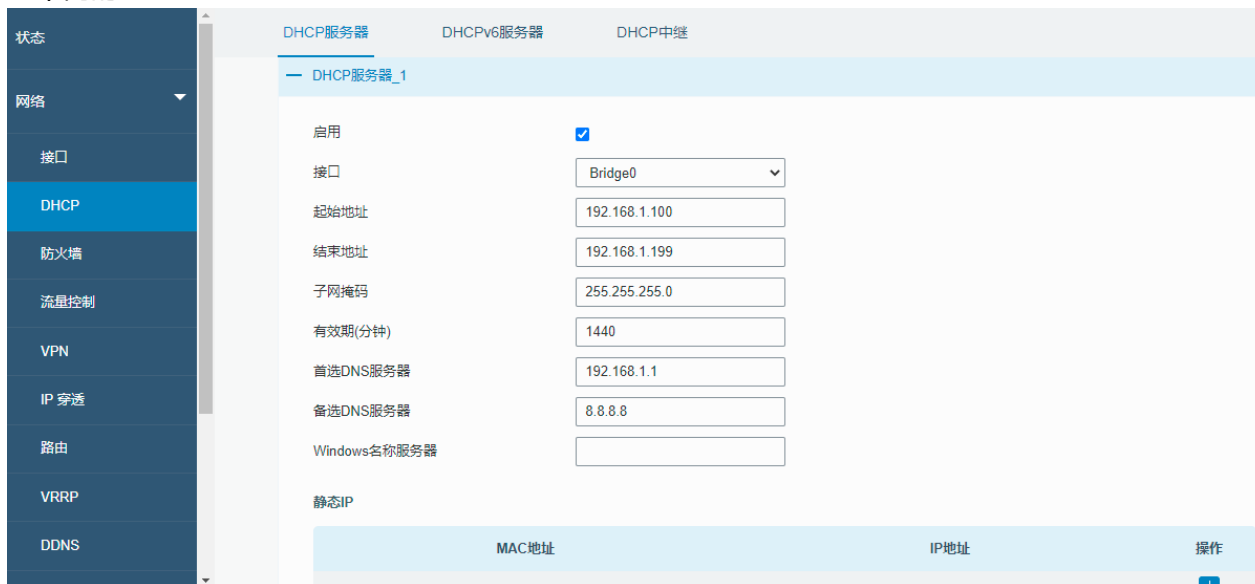 状态
网络
接口
DHCP
防火墙
流量控制
VPN
IP 穿透
路由
VRRP
DDNS
DHCP服务器 DHCPv6服务器 DHCP中继
DHCP服务器_1
启用
接口 Bridge0
起始地址 192.168.1.100
结束地址 192.168.1.199
子网掩码 255.255.255.0
有效期(分钟) 1440
首选DNS服务器 192.168.1.1
备选DNS服务器 8.8.8.8
Windows名称服务器
静态IP
MAC地址 IP地址 操作